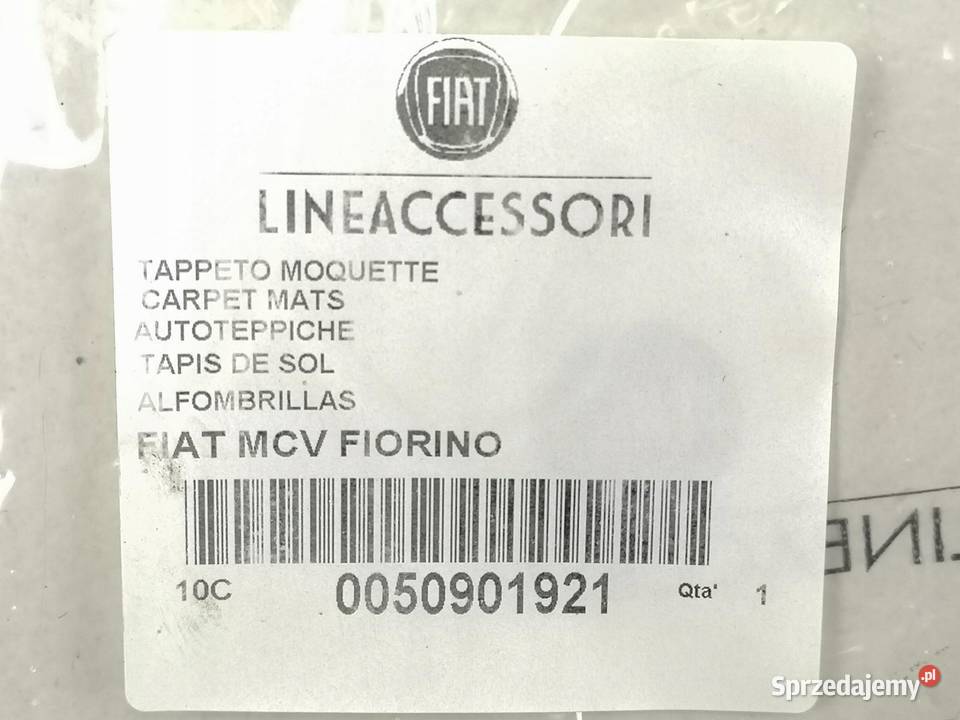 FIAT
LINEACCESSORI
TAPPETO MOQUETTE
CARPET MATS
AUTOTEPPICHE
TAPIS DE SOL
ALFOMBRILLAS
FIAT MCV FIORINO
10C 0050901921 Qta' 1
LINE
Sprzedajemy.pl